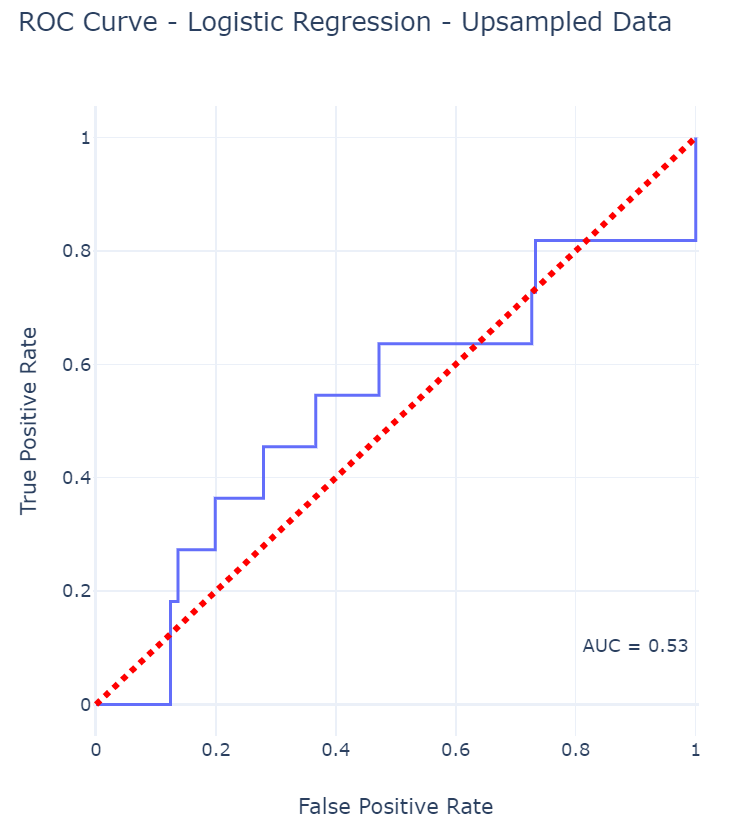 ROC Curve - Logistic Regression - Upsampled Data
1
0.8
0.6
0.4
0.2
0
True Positive Rate
AUC = 0.53
0 0.2 0.4 0.6 0.8 1
False Positive Rate